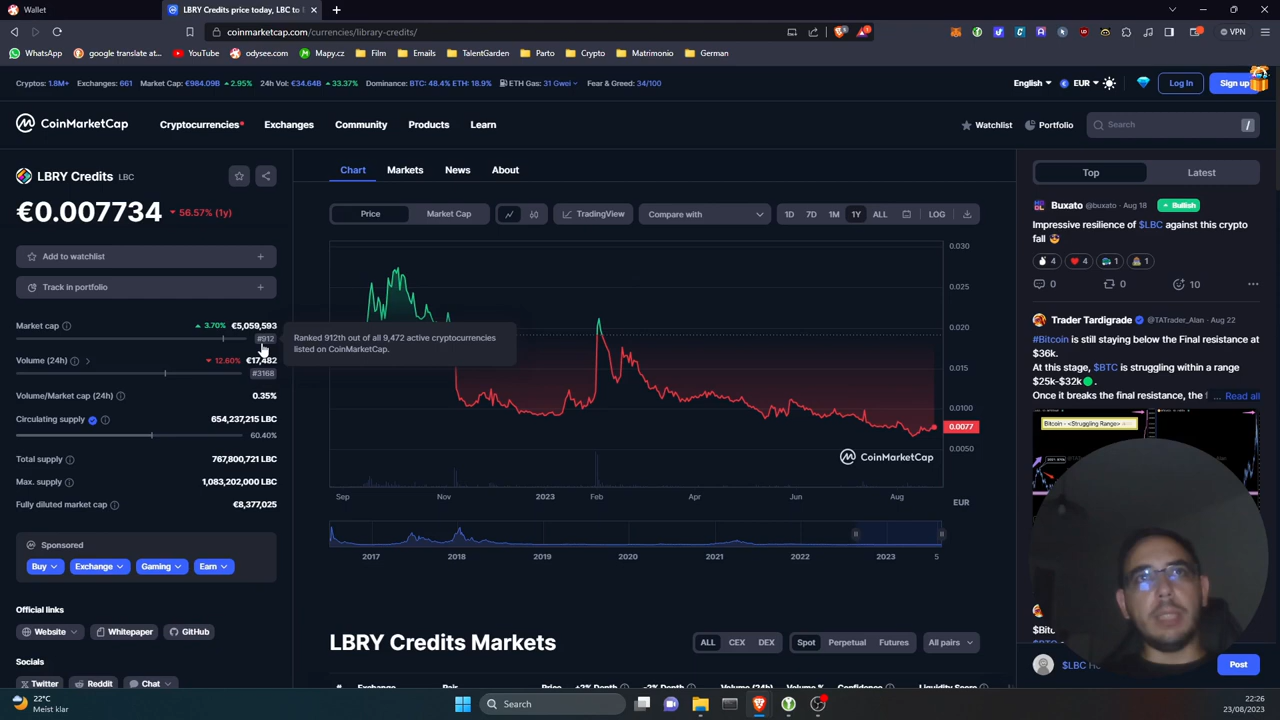 Wallet
LBRY Credits price today, LBC to
coinmarketcap.com/currencies/library-credits/
VPN
WhatsApp
google translate at...
YouTube
odysee.com
Mapy.cz
Film
Emails
TalentGarden
Parto
Crypto
Matrimonio
German
Cryptos: 1.8M+ Exchanges: 661 Market Cap: €984.09B 2.95% 24h Vol: €34.64B 33.37% Dominance: BTC: 48.4% ETH: 18.9% ETH Gas: 31 Gwei Fear & Greed: 34/100
English
EUR
Log In
Sign up
CoinMarketCap
Cryptocurrencies
Exchanges
Community
Products
Learn
Watchlist
Portfolio
Search
/
LBRY Credits LBC
€0.007734 56.57% (1y)
Add to watchlist
Track in portfolio
Market cap 3.70% €5,059,593
#912
Volume (24h) 12.60% €17,482
#3168
Volume/Market cap (24h) 0.35%
Circulating supply 654,237,215 LBC
60.40%
Total supply 767,800,721 LBC
Max. supply 1,083,202,000 LBC
Fully diluted market cap €8,377,025
Sponsored
Buy
Exchange
Gaming
Earn
Official links
Website
Whitepaper
GitHub
Socials
Twitter
Reddit
Chat
Ranked 912th out of all 9,472 active cryptocurrencies
listed on CoinMarketCap.
Chart
Markets
News
About
Price
Market Cap
TradingView
Compare with
1D 7D 1M 1Y ALL LOG
0.030
0.025
0.020
0.015
0.0100
0.0077
0.0050
CoinMarketCap
Sep Nov 2023 Feb Apr Jun Aug EUR
2017 2018 2019 2020 2021 2022 2023 S
LBRY Credits Markets
ALL CEX DEX
Spot Perpetual Futures
All pairs
# Exchange Pair Price +2% Depth -2% Depth Volume (24h) Volume % Confidence Liquidity Score
Top
Latest
Buxato @buxato · Aug 18 Bullish
Impressive resilience of $LBC against this crypto
fall
4 4 1 1
0 0 10
Trader Tardigrade @TATrader_Alan · Aug 22
#Bitcoin is still staying below the Final resistance at
$36k.
At this stage, $BTC is struggling within a range
$25k-$32k
Once it breaks the final resistance, the f ... Read all
Bitcoin - <Struggling Range>
$LBC
Post
22°C
Meist klar
Search
22:26
23/08/2023